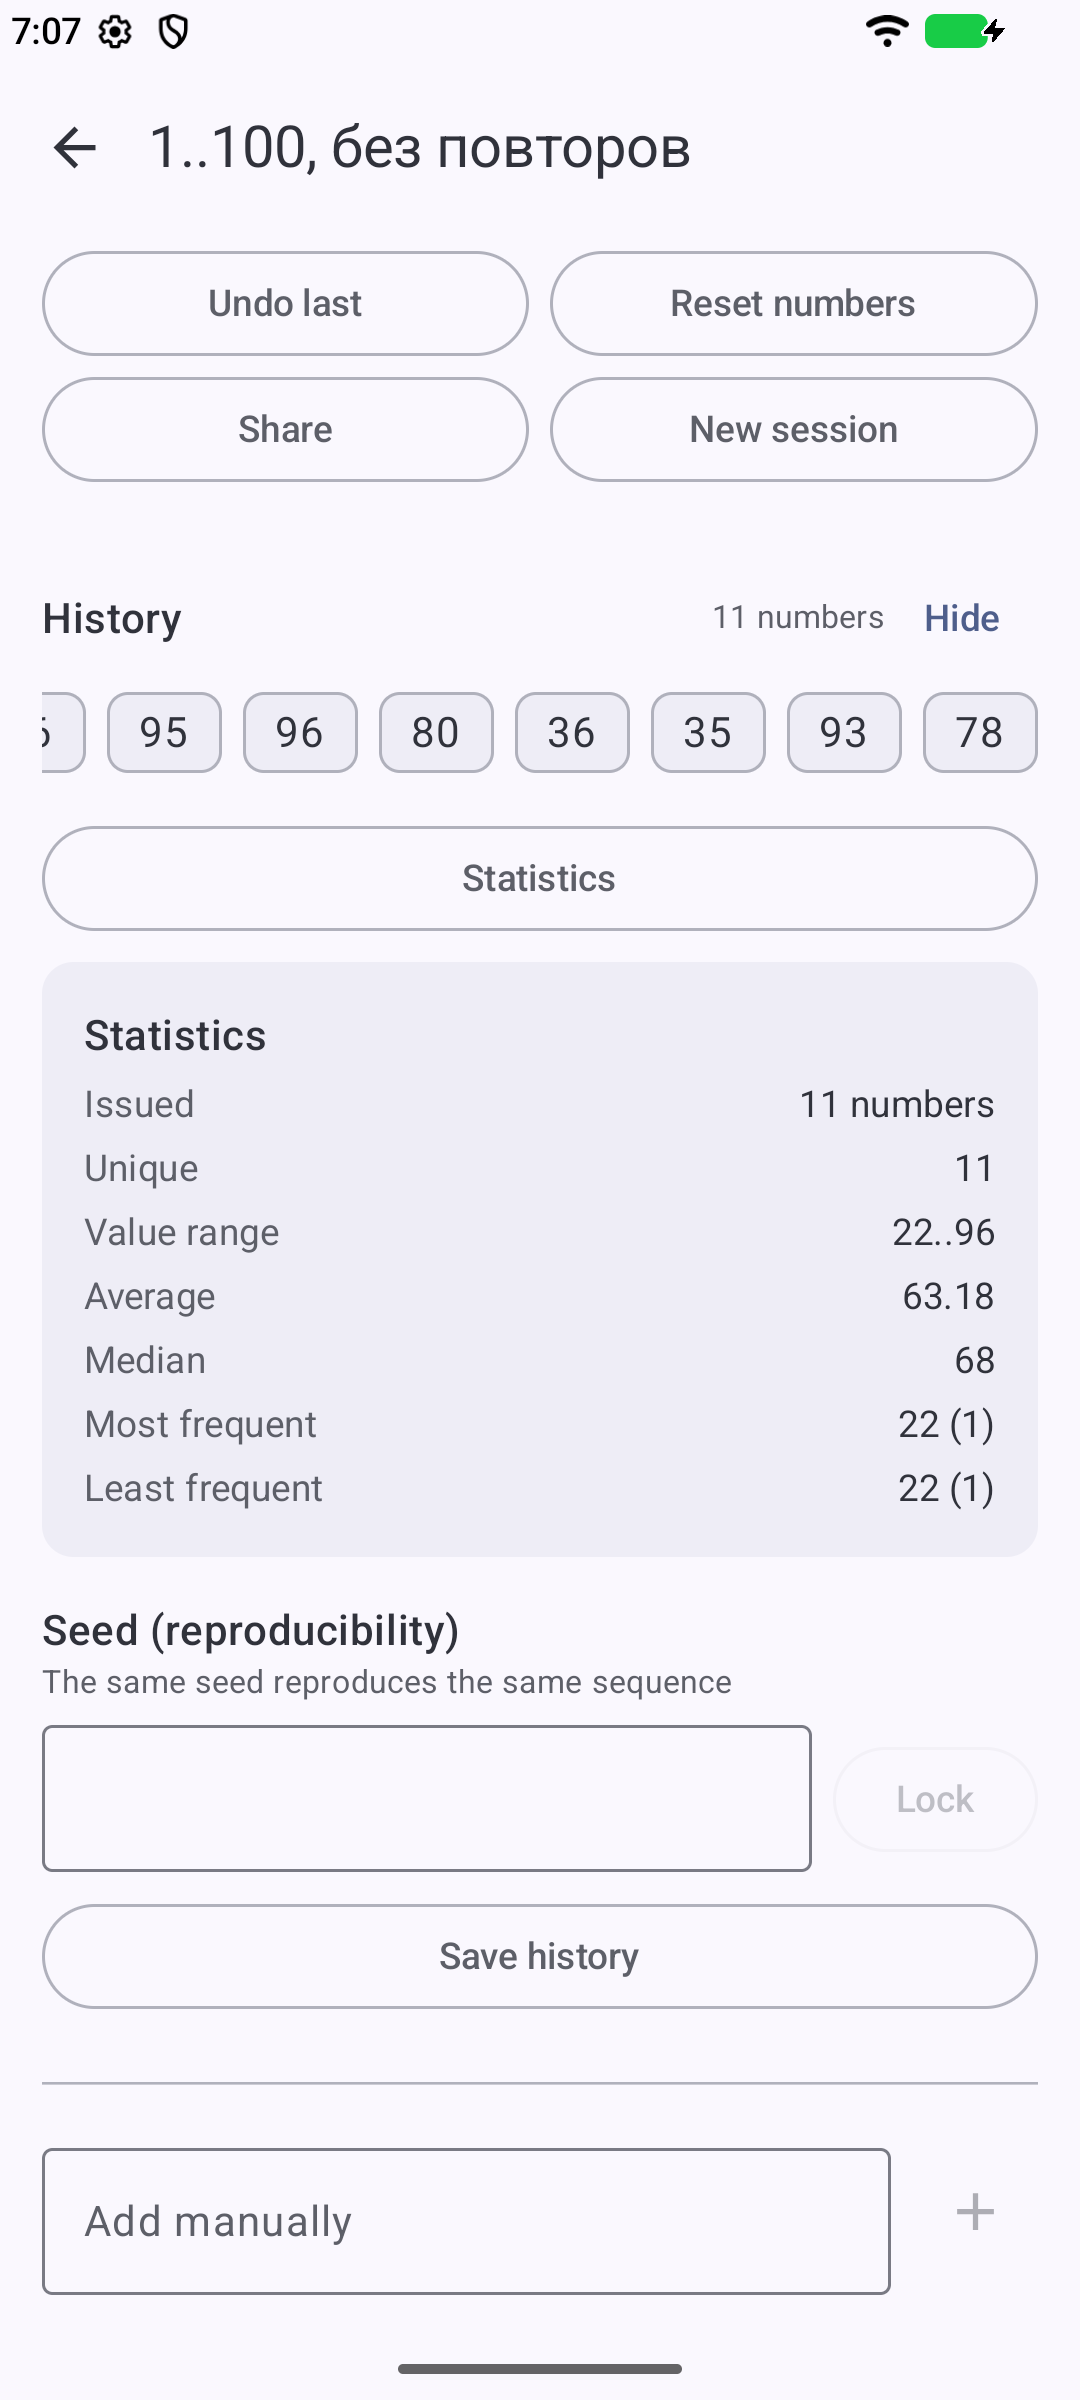 7:07
1..100, без повторов
Undo last
Reset numbers
Share
New session
History
11 numbers
Hide
95 96 80 36 35 93 78
Statistics
Statistics
Issued 11 numbers
Unique 11
Value range 22..96
Average 63.18
Median 68
Most frequent 22 (1)
Least frequent 22 (1)
Seed (reproducibility)
The same seed reproduces the same sequence
Lock
Save history
Add manually